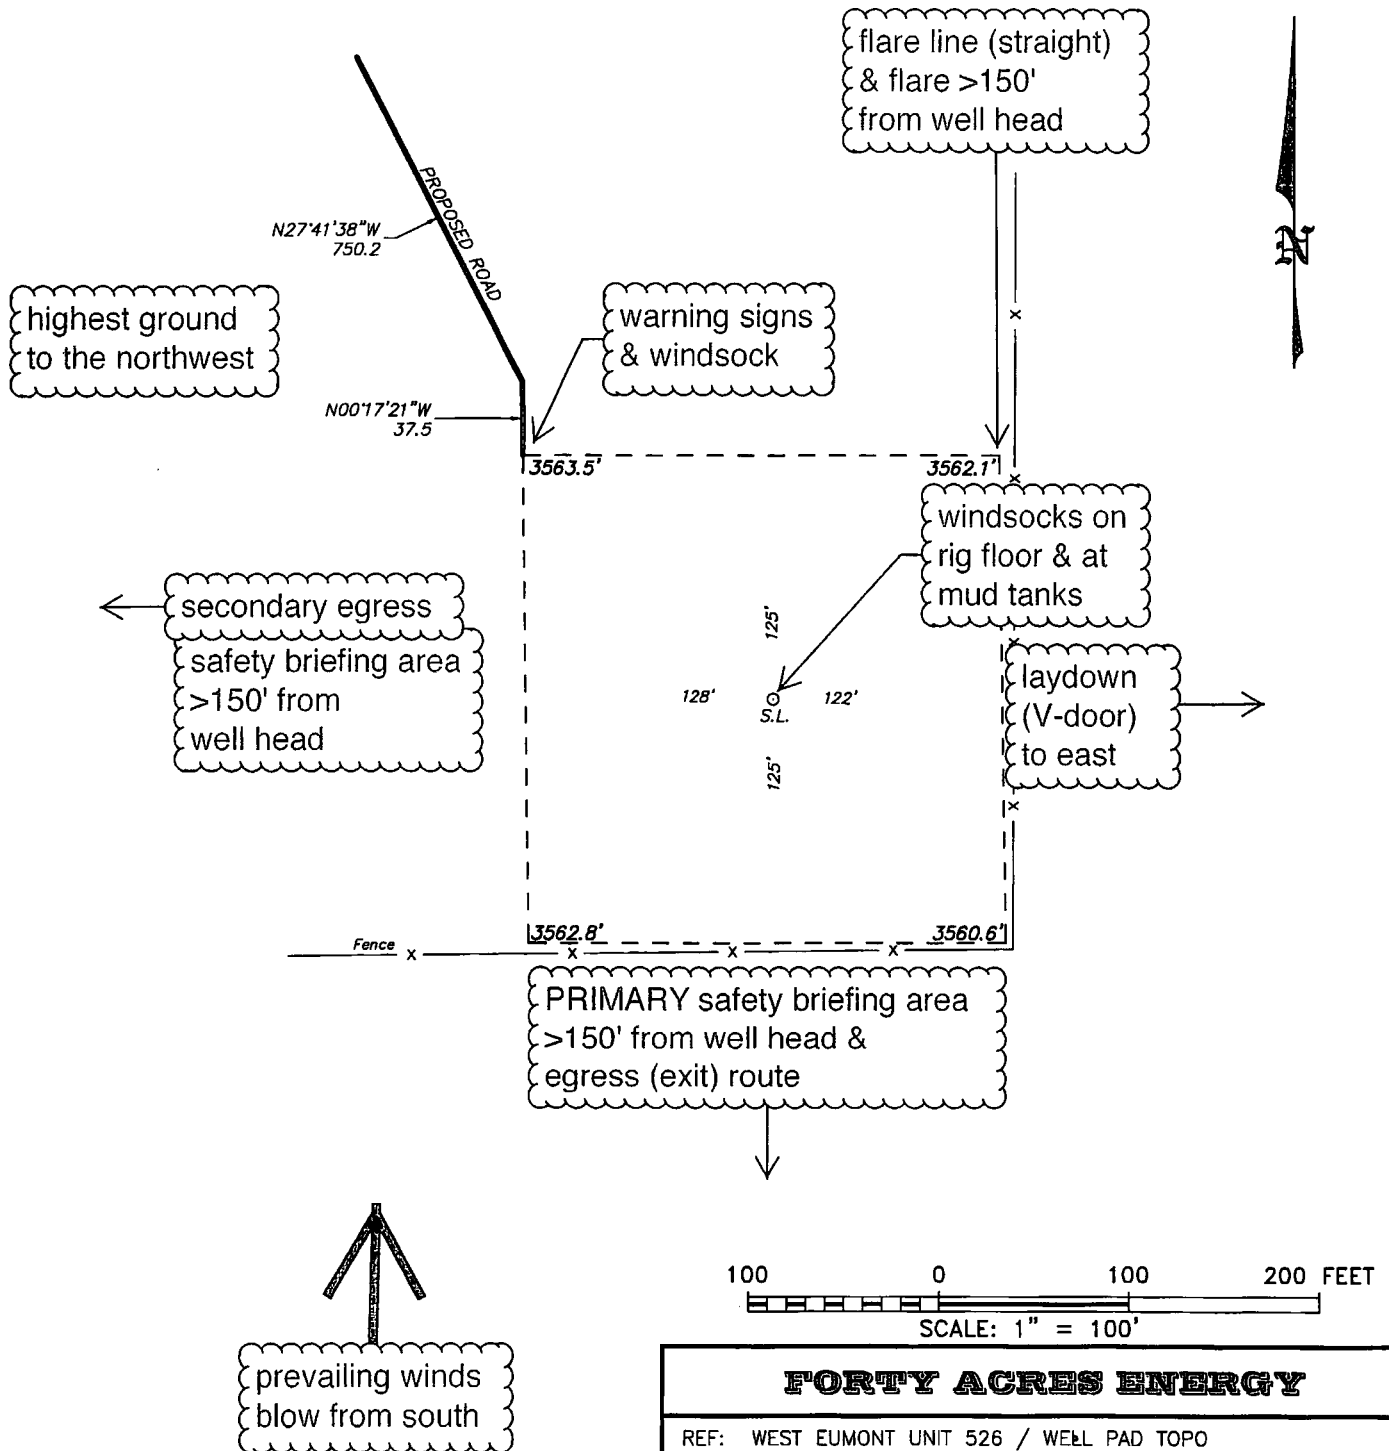 flare line (straight)
& flare >150'
from well head
PROPOSED ROAD
N27°41'38"W
750.2
N
highest ground
to the northwest
warning signs
& windsock
N00°17'21"W
37.5
3563.5'
3562.1'
windsocks on
rig floor & at
mud tanks
secondary egress
safety briefing area
>150' from
well head
125'
128'
122'
S.L.
125'
laydown
(V-door)
to east
3562.8'
3560.6'
Fence
PRIMARY safety briefing area
>150' from well head &
egress (exit) route
prevailing winds
blow from south
100 0 100 200 FEET
SCALE: 1" = 100'
FORTY ACRES ENERGY
REF: WEST EUMONT UNIT 526 / WELL PAD TOPO